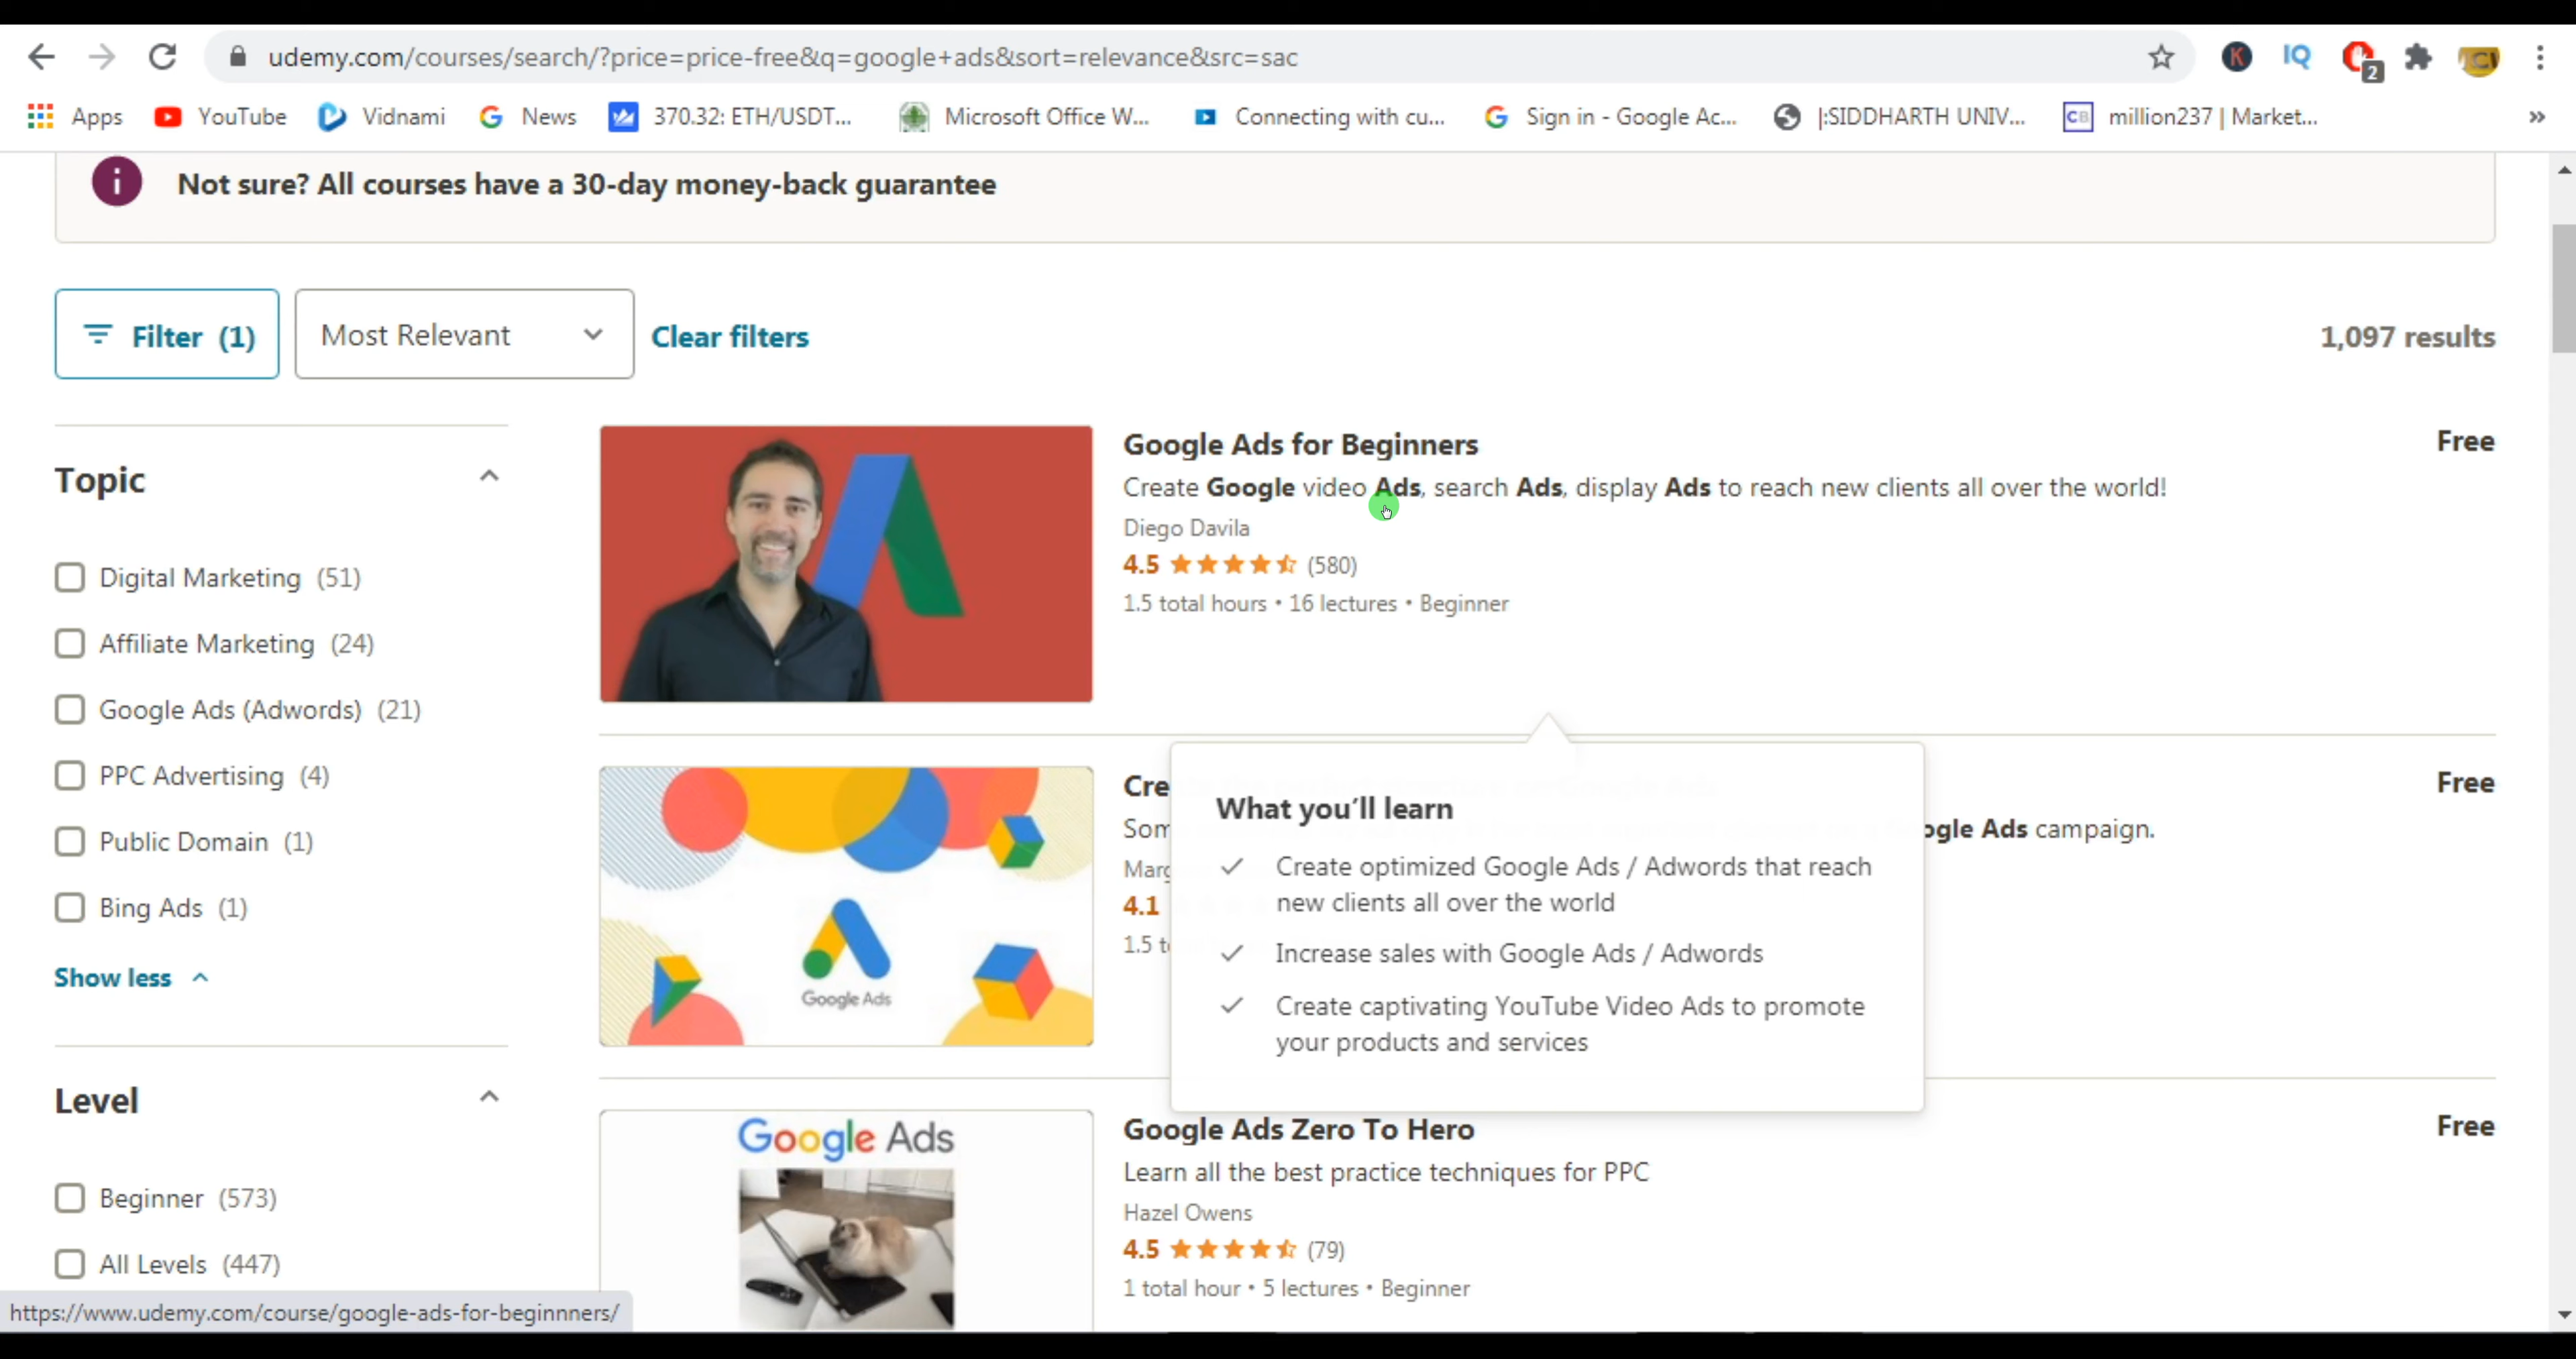 udemy.com/courses/search/?price=price-free&q=google+ads&sort=relevance&src=sac
K
IQ
2
Apps
YouTube
Vidnami
News
370.32: ETH/USDT...
Microsoft Office W...
Connecting with cu...
Sign in - Google Ac...
|:SIDDHARTH UNIV...
CB
million237 | Market...
»
Not sure? All courses have a 30-day money-back guarantee
Filter (1)
Most Relevant
Clear filters
1,097 results
Topic
Digital Marketing (51)
Affiliate Marketing (24)
Google Ads (Adwords) (21)
PPC Advertising (4)
Public Domain (1)
Bing Ads (1)
Show less
Level
Beginner (573)
All Levels (447)
https://www.udemy.com/course/google-ads-for-beginnners/
Google Ads for Beginners
Free
Create Google video Ads, search Ads, display Ads to reach new clients all over the world!
Diego Davila
4.5 (580)
1.5 total hours • 16 lectures • Beginner
Google Ads
Cre
Free
Som
ogle Ads campaign.
Marg
4.1
1.5 t
What you'll learn
Create optimized Google Ads / Adwords that reach
new clients all over the world
Increase sales with Google Ads / Adwords
Create captivating YouTube Video Ads to promote
your products and services
Google Ads
Google Ads Zero To Hero
Free
Learn all the best practice techniques for PPC
Hazel Owens
4.5 (79)
1 total hour • 5 lectures • Beginner